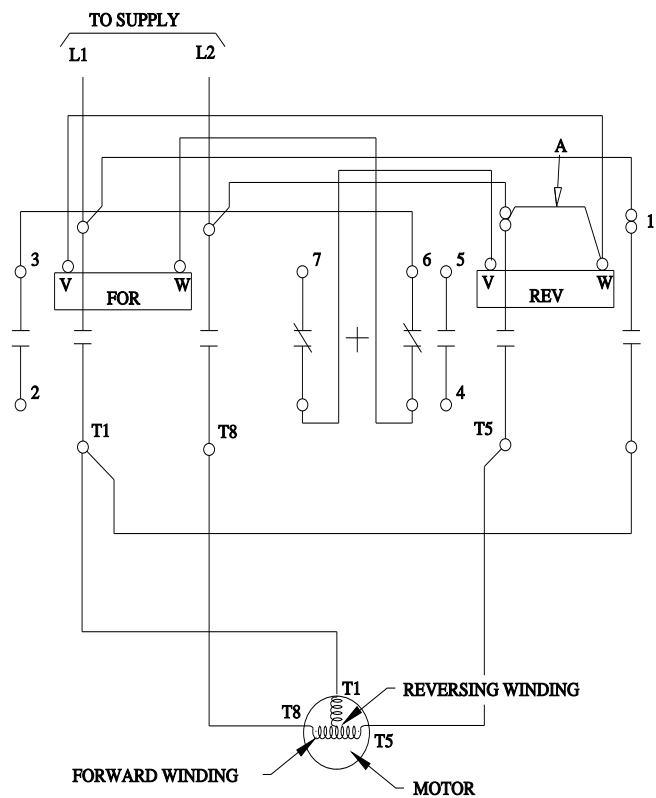 TO SUPPLY
L1
L2
A
1
3
7
6
5
V
W
FOR
V
W
REV
2
4
T1
T8
T5
T1
REVERSING WINDING
T8
T5
FORWARD WINDING
MOTOR